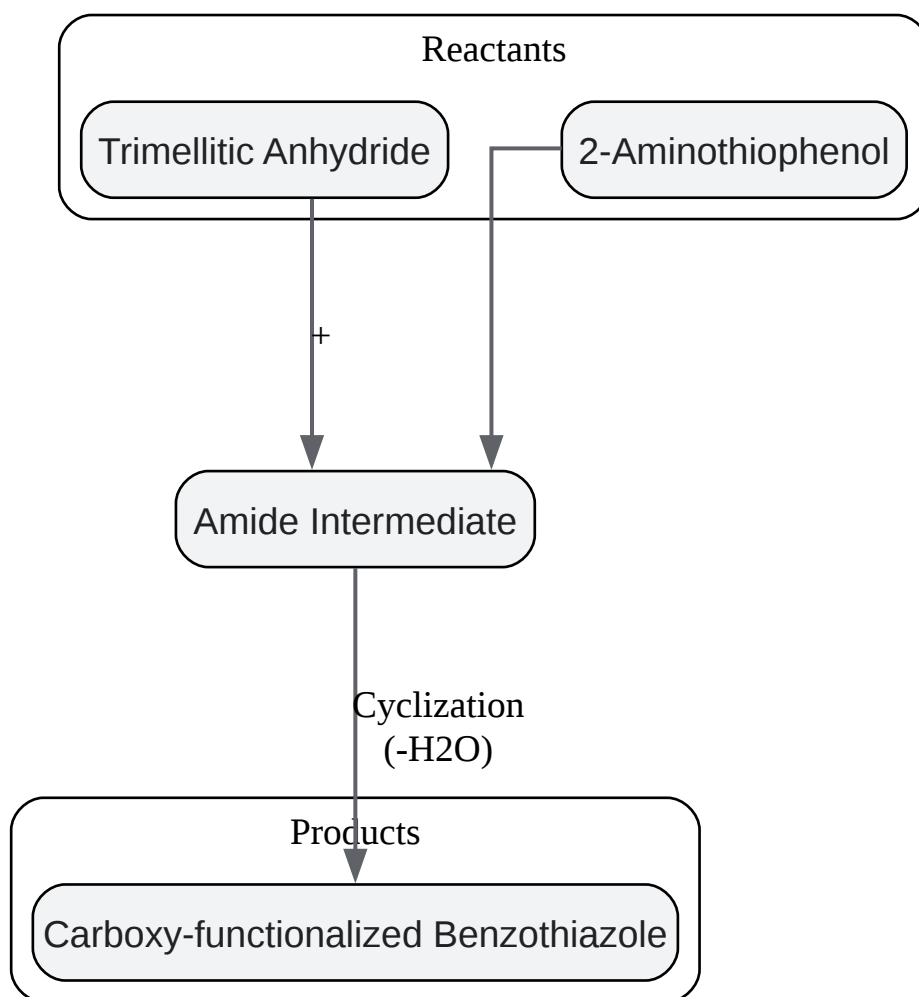 Reactants
Trimellitic Anhydride
2-Aminothiophenol
+
Amide Intermediate
Cyclization
(-H2O)
Products
Carboxy-functionalized Benzothiazole